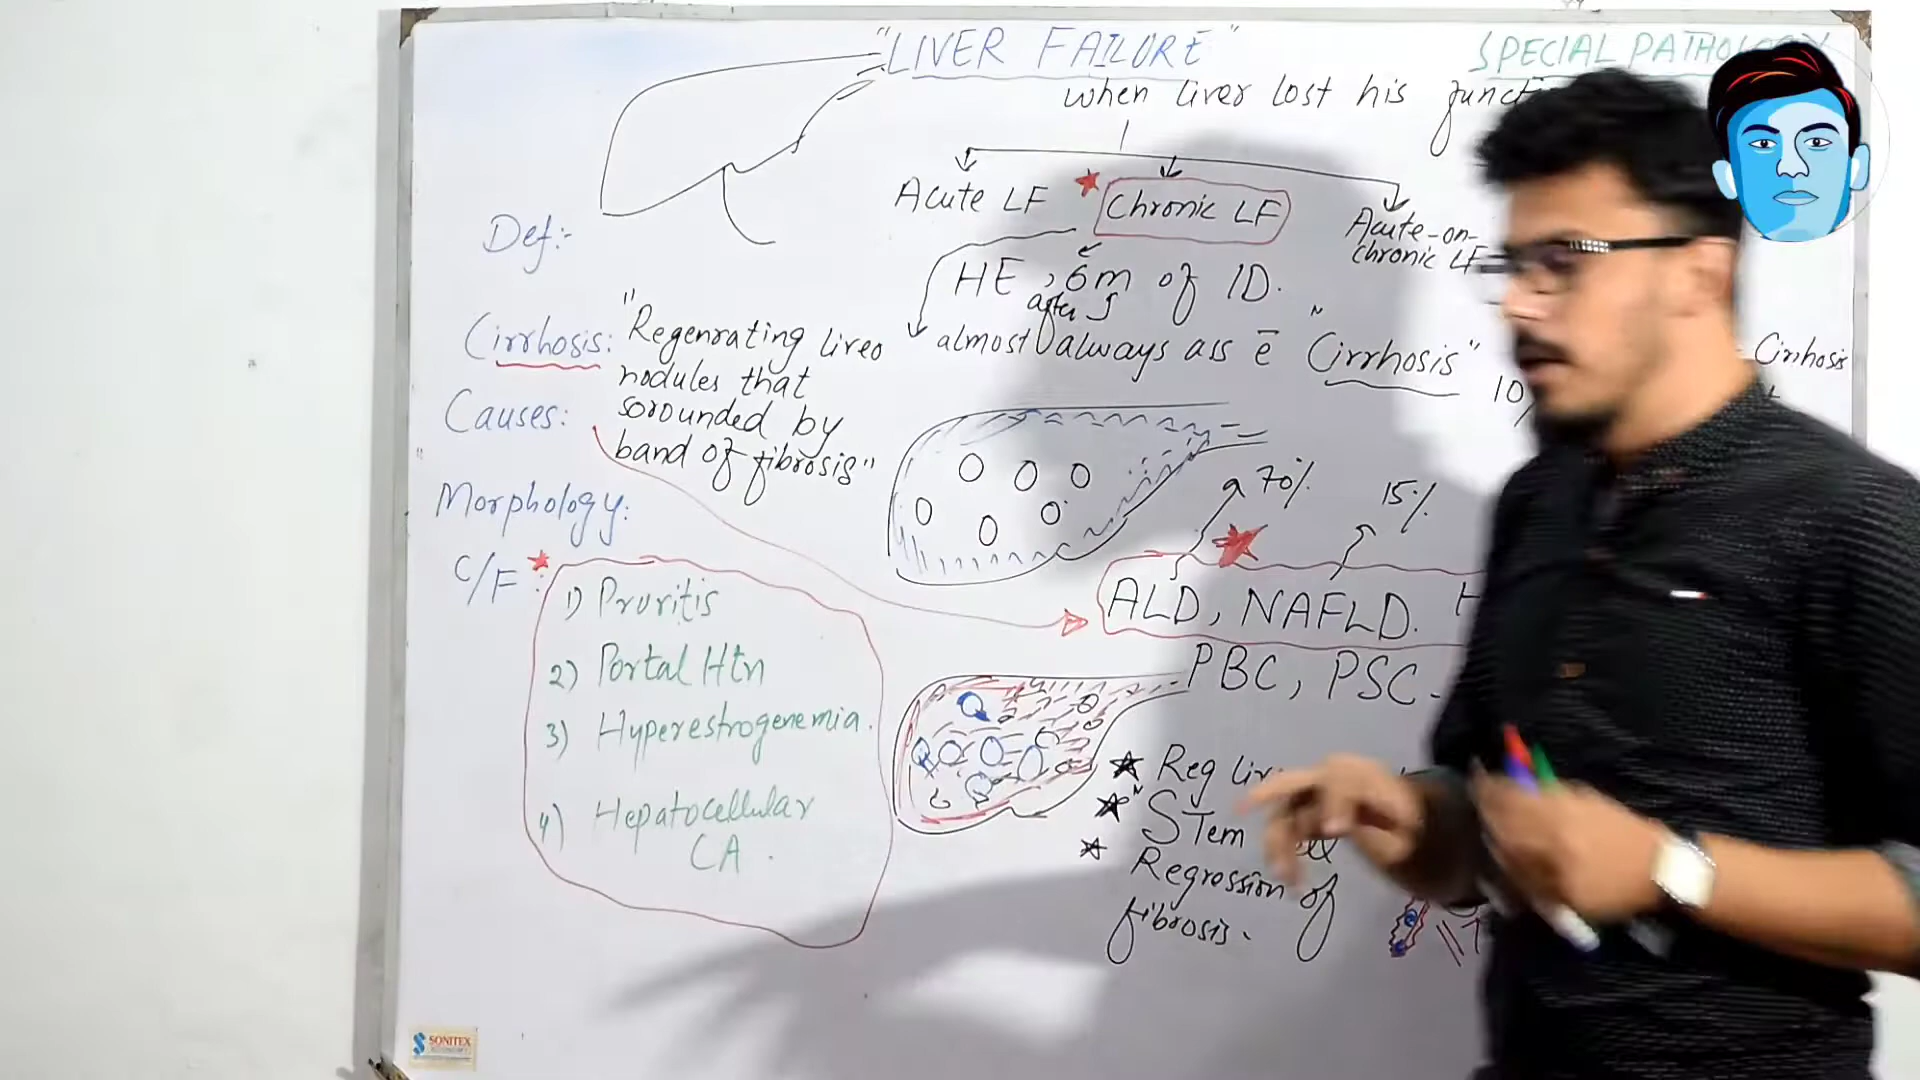 "LIVER FAILURE"
SPECIAL PATHOLOGY
when liver lost his
Acute LF
Chronic LF
Acute-on-
chronic LF
Def:-
HE, 6m of ID.
after
almost always ass ē "Cirrhosis"
10%
Cirrhosis
Cirrhosis: "Regenrating liver
nodules that
sorounded by
band of fibrosis"
Causes:
70%
15%
Morphology:
ALD, NAFLD. H
PBC, PSC-
C/F:
1) Pruritis
2) Portal Htn
3) Hyperestrogenemia.
4) Hepatocellular
CA.
Reg
"Stem
Regression of
fibrosis.
SONITEX